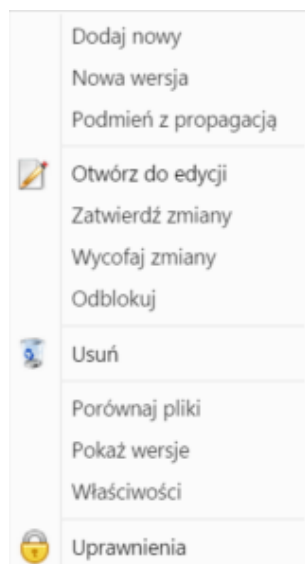 Dodaj nowy
Nowa wersja
Podmień z propagacją
Otwórz do edycji
Zatwierdź zmiany
Wycofaj zmiany
Odblokuj
Usuń
Porównaj pliki
Pokaż wersje
Właściwości
Uprawnienia